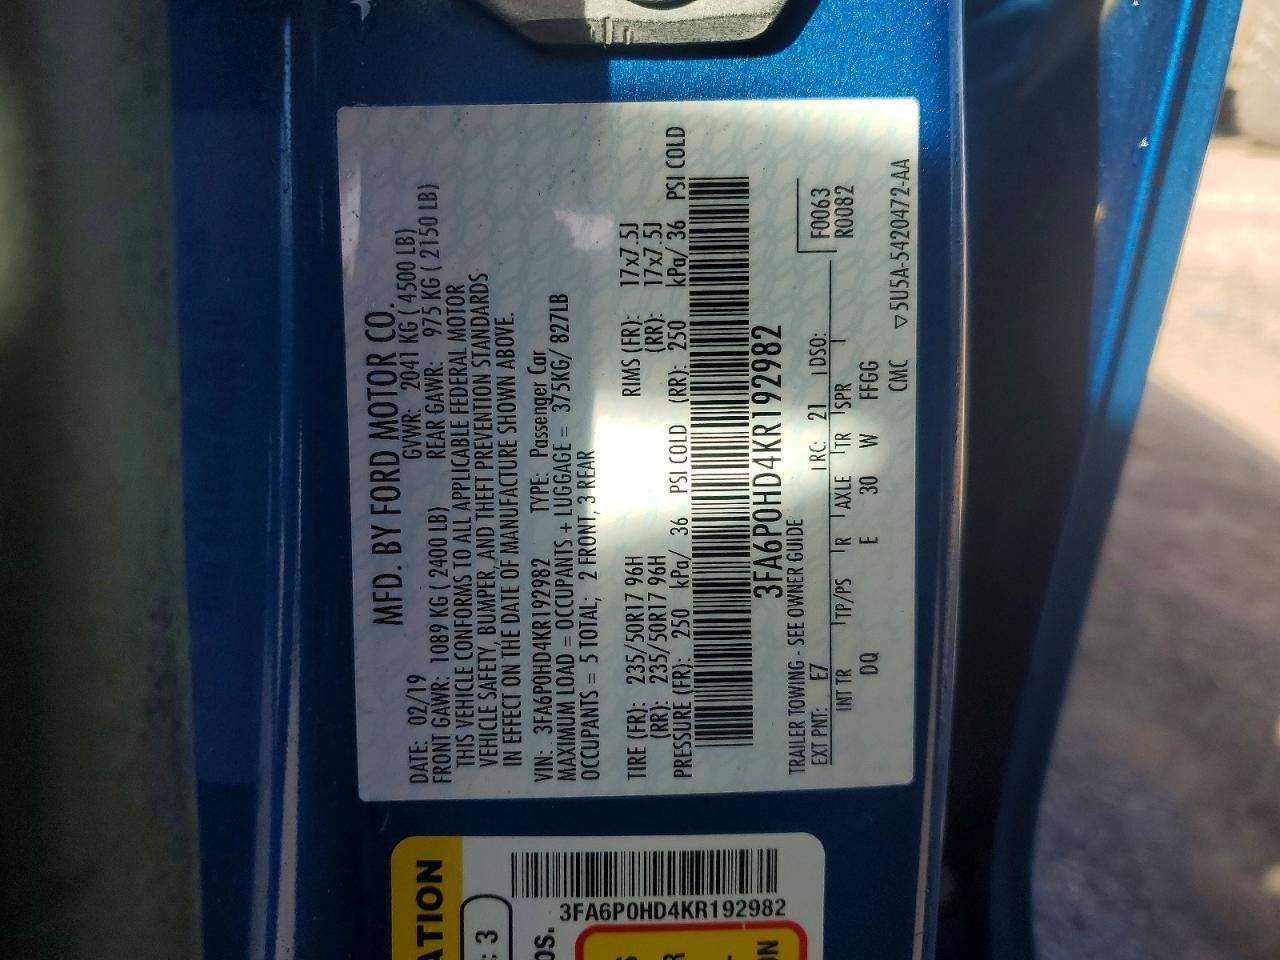 MFD. BY FORD MOTOR CO.
DATE: 02/19 GVWR: 2041 KG ( 4500 LB)
FRONT GAWR: 1089 KG ( 2400 LB) REAR GAWR: 975 KG ( 2150 LB)
THIS VEHICLE CONFORMS TO ALL APPLICABLE FEDERAL MOTOR
VEHICLE SAFETY, BUMPER, AND THEFT PREVENTION STANDARDS
IN EFFECT ON THE DATE OF MANUFACTURE SHOWN ABOVE.
VIN: 3FA6P0HD4KR192982 TYPE: Passenger Car
MAXIMUM LOAD = OCCUPANTS + LUGGAGE = 375KG/ 827LB
OCCUPANTS = 5 TOTAL; 2 FRONT, 3 REAR
TIRE (FR): 235/50R17 96H RIMS (FR): 17x7.5J
(RR): 235/50R17 96H (RR): 17x7.5J
PRESSURE (FR): 250 kPa/ 36 PSI COLD (RR): 250 kPa/ 36 PSI COLD
3FA6P0HD4KR192982
TRAILER TOWING - SEE OWNER GUIDE
F0063
R0082
EXT PNT: E7 RC: 21 DSO:
INT TR TP/PS R AXLE TR SPR
DQ E 30 W FFGG
CMC 5U5A-5420472-AA
ATION
: 3
3FA6P0HD4KR192982
OS.